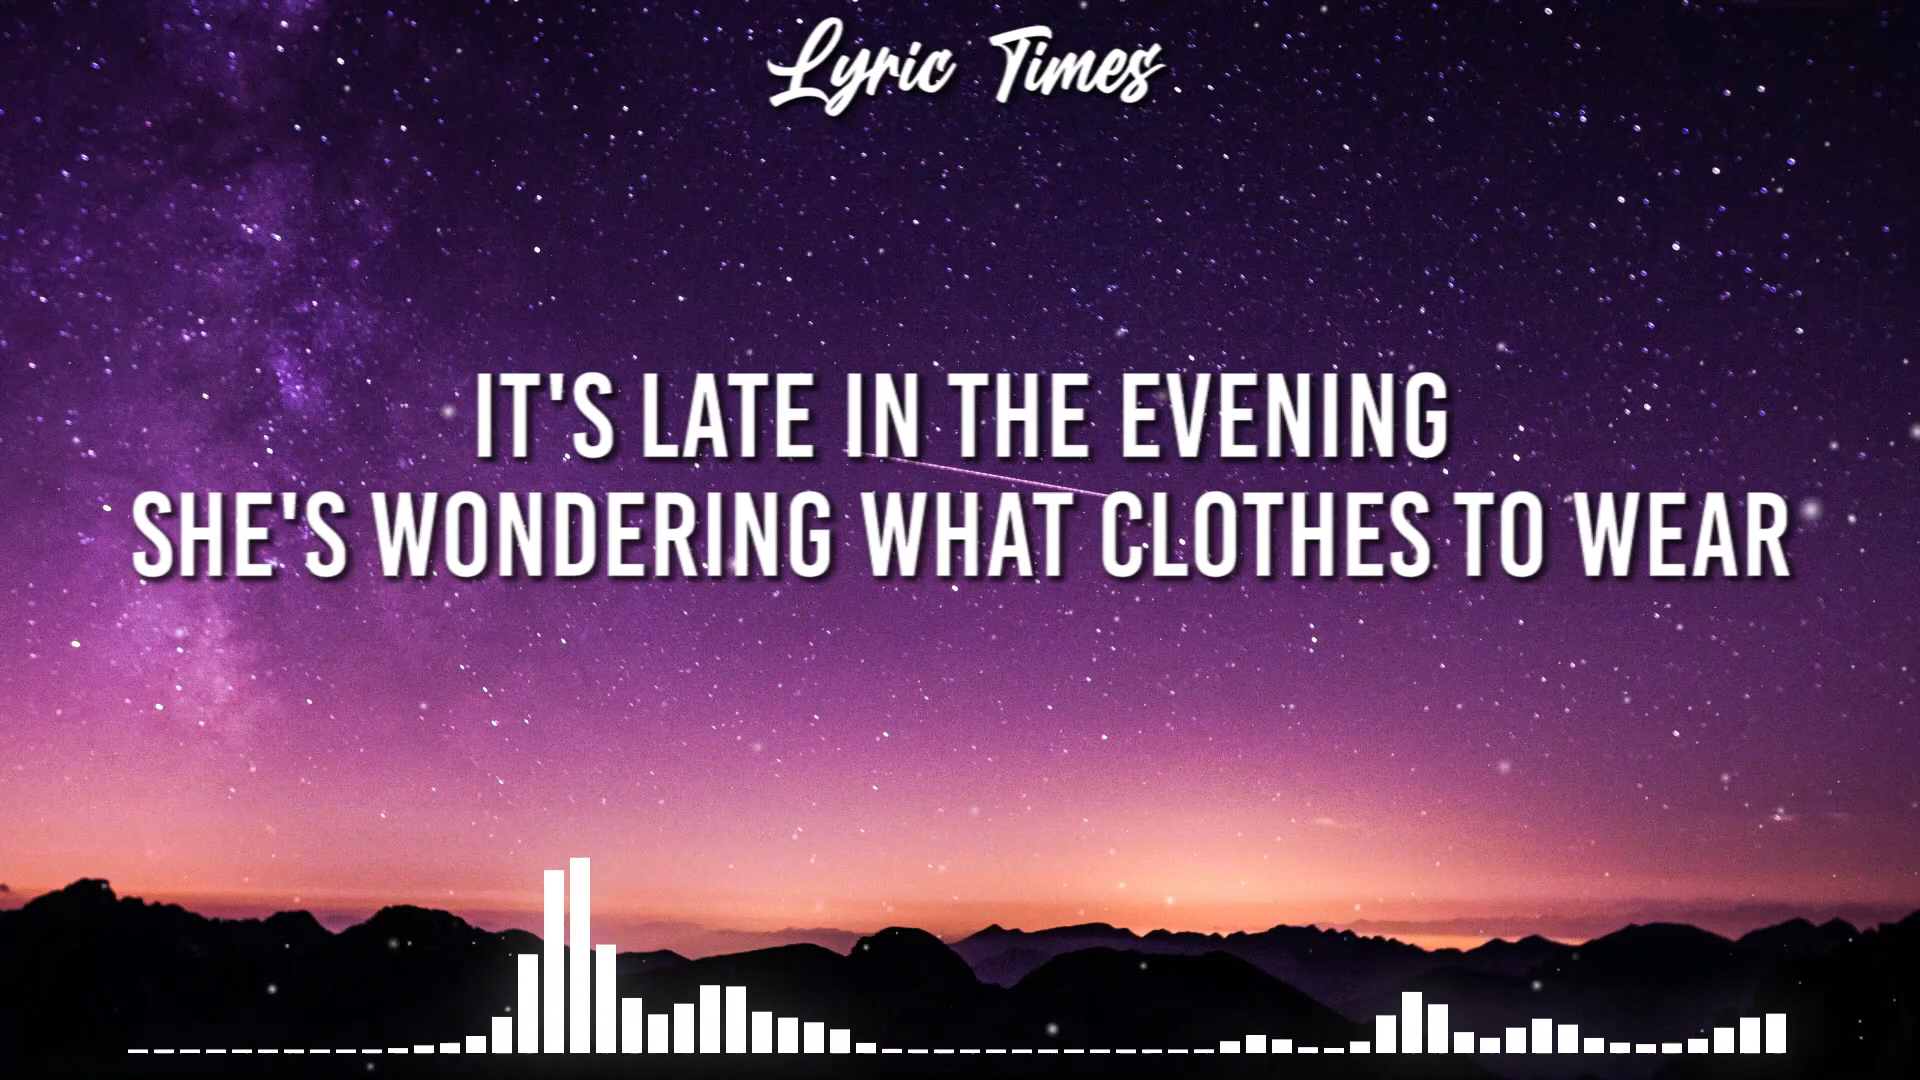 Lyric Times
IT'S LATE IN THE EVENING
SHE'S WONDERING WHAT CLOTHES TO WEAR